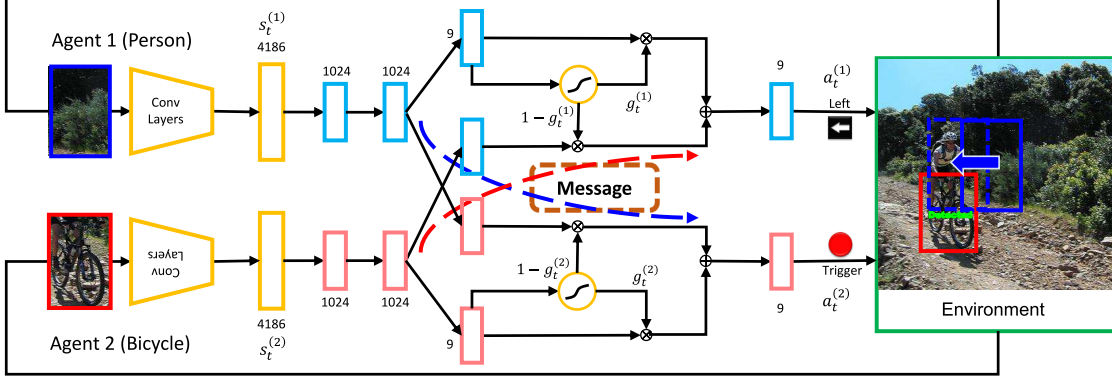 Agent 1 (Person)
s_t^{(1)}
4186
Conv
Layers
1024
1024
9
1 − g_t^{(1)}
g_t^{(1)}
9
a_t^{(1)}
Left
Message
Conv
Layers
1 − g_t^{(2)}
g_t^{(2)}
Trigger
a_t^{(2)}
9
1024
1024
9
4186
s_t^{(2)}
Agent 2 (Bicycle)
Environment